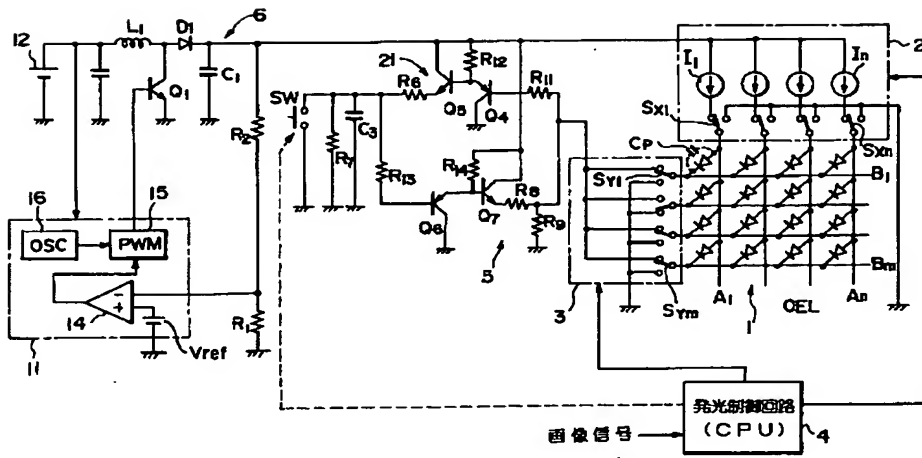 12
L1
D1
6
C1
Q1
R2
16
OSC
15
PWM
14
R1
Vref
11
SW
21
R6
R12
Q5
Q4
R11
R7
C3
R13
R14
Q6
Q7
R8
R9
5
SY1
3
SYm
I1
In
2
SX1
SXn
CP
B1
Bm
A1
1
OEL
An
画像信号
発光制御回路
(CPU)
4